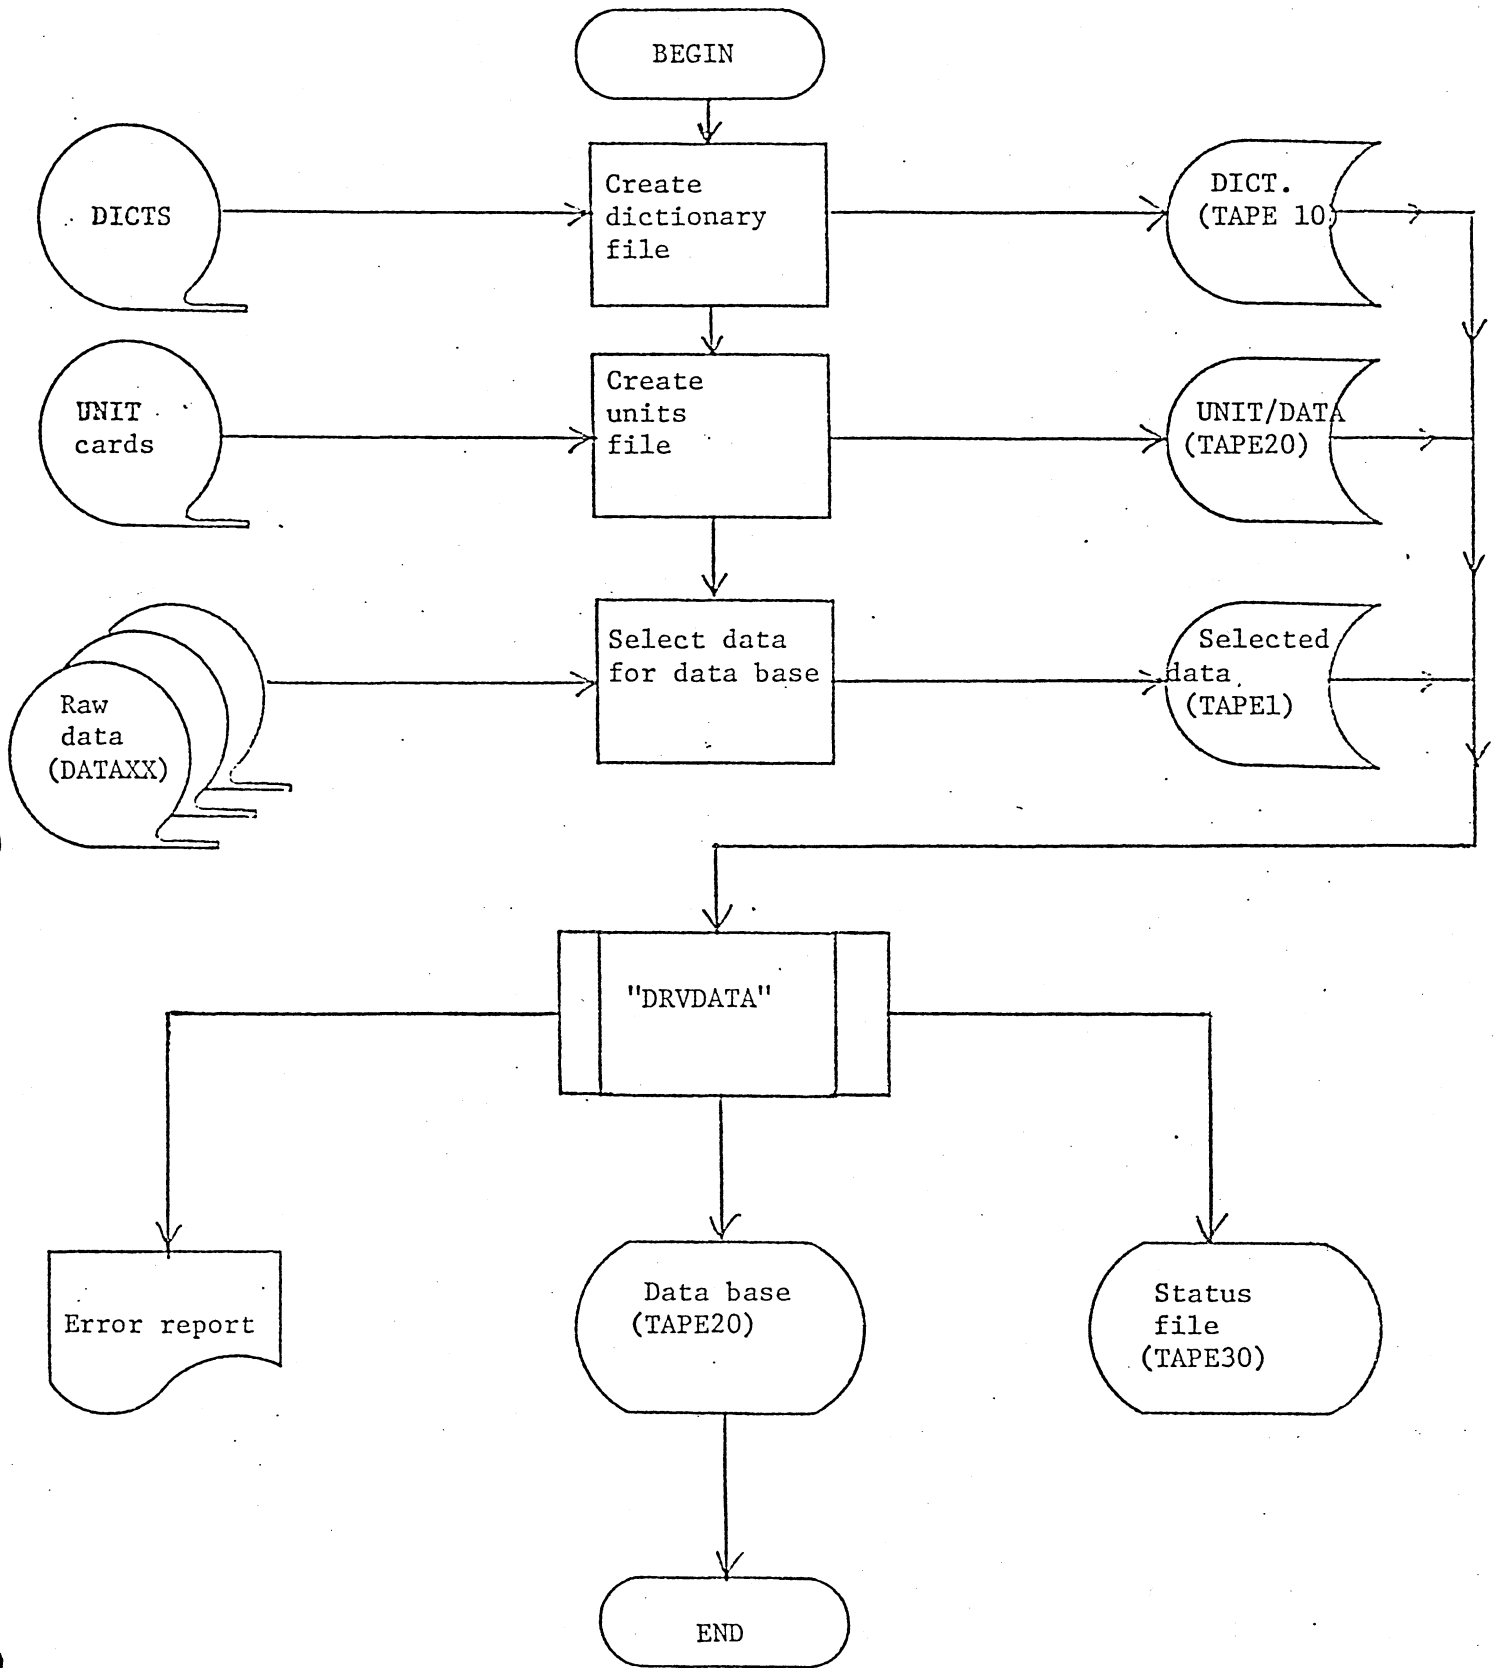 BEGIN
DICTS
Create
dictionary
file
DICT.
(TAPE 10)
UNIT
cards
Create
units
file
UNIT/DATA
(TAPE20)
Raw
data
(DATAXX)
Select data
for data base
Selected
data
(TAPE1)
"DRVDATA"
Error report
Data base
(TAPE20)
Status
file
(TAPE30)
END